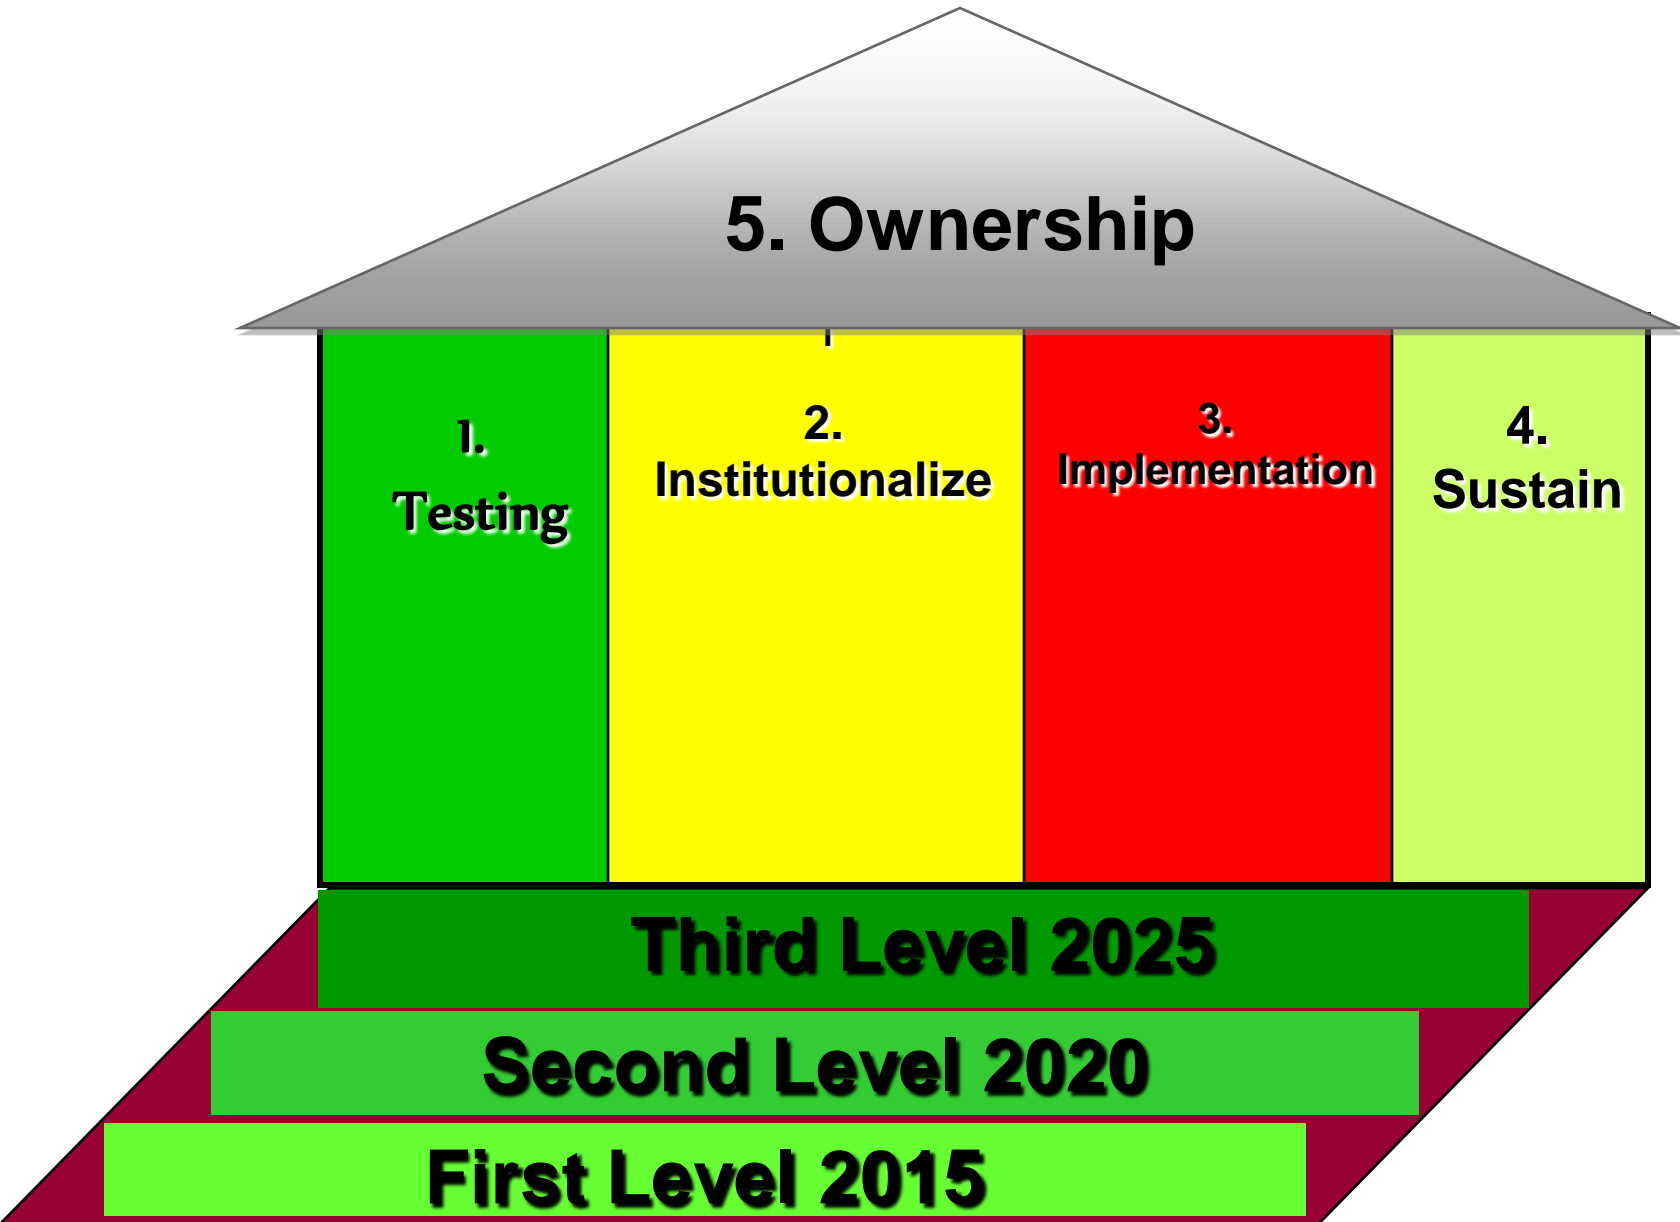 5. Ownership
1.
Testing
2.
Institutionalize
3.
Implementation
4.
Sustain
Third Level 2025
Second Level 2020
First Level 2015